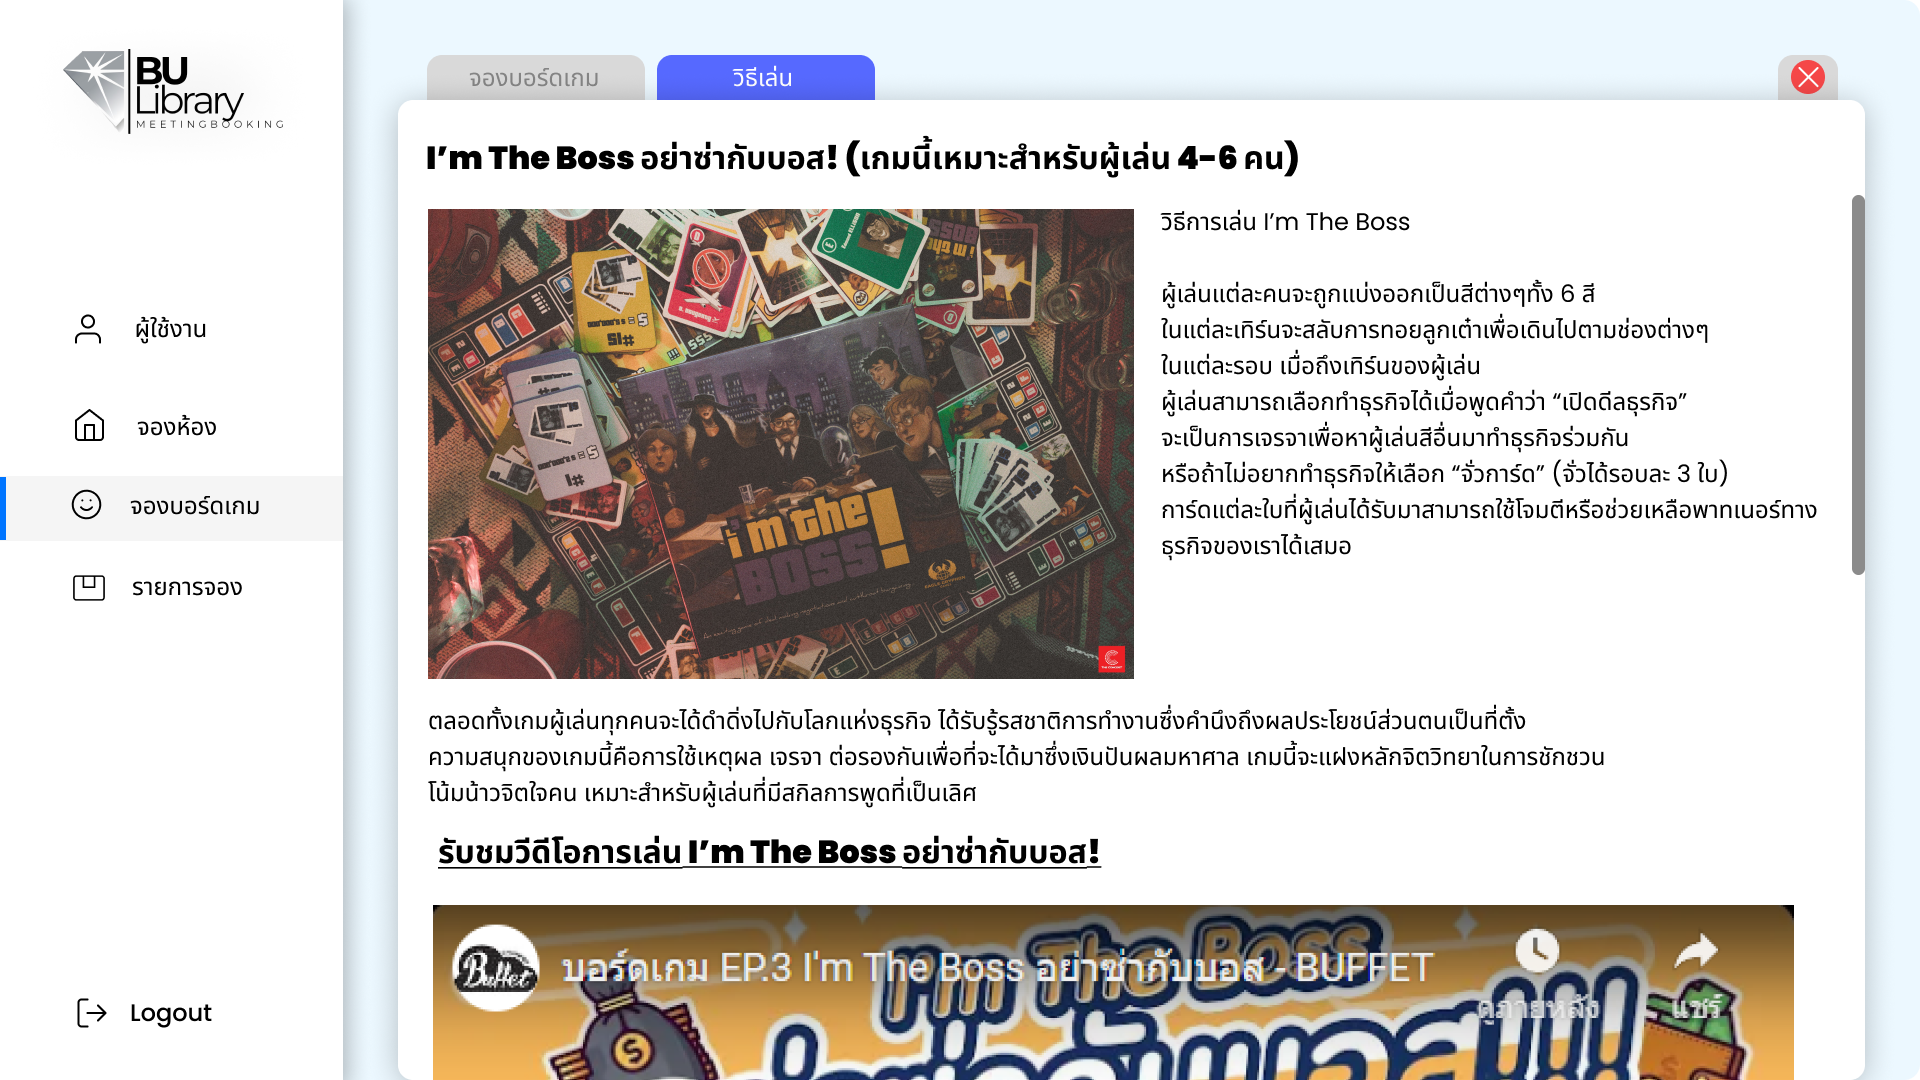 BU
Library
MEETINGBOOKING
ผู้ใช้งาน
จองห้อง
จองบอร์ดเกม
รายการจอง
Logout
จองบอร์ดเกม
วิธีเล่น
I’m The Boss อย่าซ่ากับบอส! (เกมนี้เหมาะสำหรับผู้เล่น 4-6 คน)
i'm the
BOSS!
วิธีการเล่น I’m The Boss
ผู้เล่นแต่ละคนจะถูกแบ่งออกเป็นสีต่างๆทั้ง 6 สี
ในแต่ละเทิร์นจะสลับการทอยลูกเต๋าเพื่อเดินไปตามช่องต่างๆ
ในแต่ละรอบ เมื่อถึงเทิร์นของผู้เล่น
ผู้เล่นสามารถเลือกทำธุรกิจได้เมื่อพูดคำว่า “เปิดดีลธุรกิจ”
จะเป็นการเจรจาเพื่อหาผู้เล่นสีอื่นมาทำธุรกิจร่วมกัน
หรือถ้าไม่อยากทำธุรกิจให้เลือก “จั่วการ์ด” (จั่วได้รอบละ 3 ใบ)
การ์ดแต่ละใบที่ผู้เล่นได้รับมาสามารถใช้โจมตีหรือช่วยเหลือพาทเนอร์ทาง
ธุรกิจของเราได้เสมอ
ตลอดทั้งเกมผู้เล่นทุกคนจะได้ดำดิ่งไปกับโลกแห่งธุรกิจ ได้รับรู้รสชาติการทำงานซึ่งคำนึงถึงผลประโยชน์ส่วนตนเป็นที่ตั้ง
ความสนุกของเกมนี้คือการใช้เหตุผล เจรจา ต่อรองกันเพื่อที่จะได้มาซึ่งเงินปันผลมหาศาล เกมนี้จะแฝงหลักจิตวิทยาในการชักชวน
โน้มน้าวจิตใจคน เหมาะสำหรับผู้เล่นที่มีสกิลการพูดที่เป็นเลิศ
รับชมวีดีโอการเล่น I’m The Boss อย่าซ่ากับบอส!
Buffet
บอร์ดเกม EP.3 I'm The Boss อย่าซ่ากับบอส - BUFFET
ดูภายหลัง
แชร์
I'm The Boss
อย่าซ่ากับบอส!!!